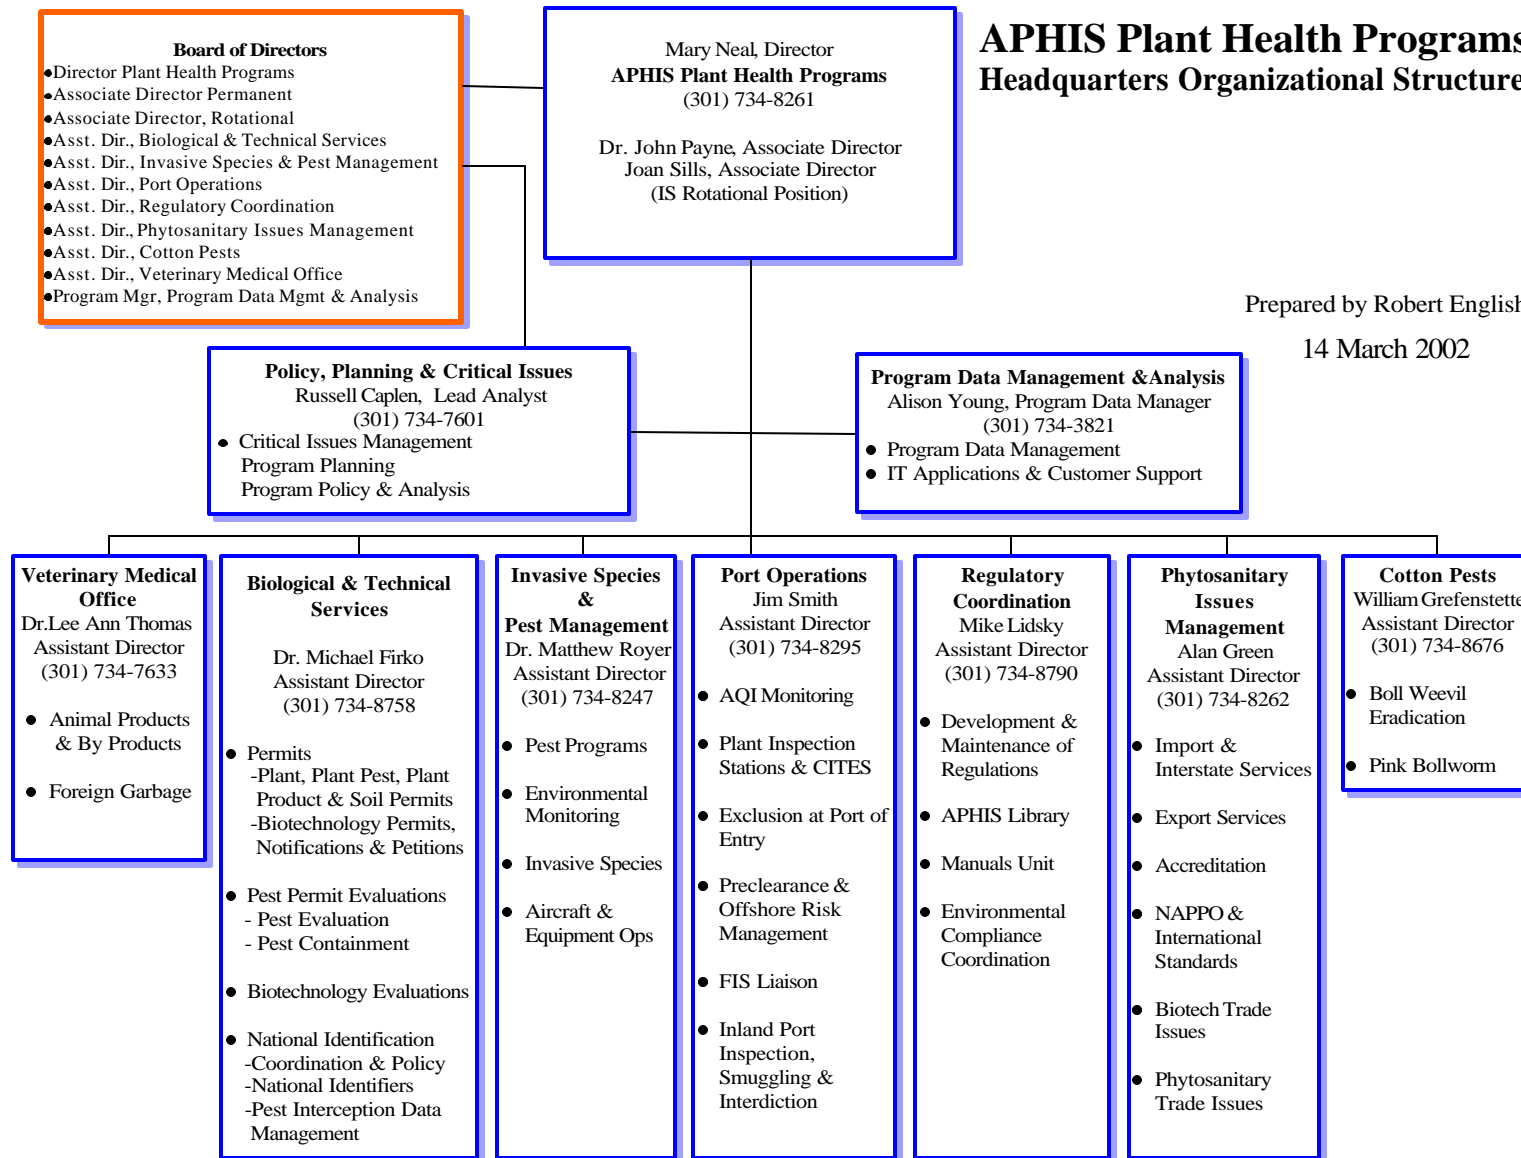 APHIS Plant Health Programs
Headquarters Organizational Structure
Board of Directors
●Director Plant Health Programs
●Associate Director Permanent
●Associate Director, Rotational
●Asst. Dir., Biological & Technical Services
●Asst. Dir., Invasive Species & Pest Management
●Asst. Dir., Port Operations
●Asst. Dir., Regulatory Coordination
●Asst. Dir., Phytosanitary Issues Management
●Asst. Dir., Cotton Pests
●Asst. Dir., Veterinary Medical Office
●Program Mgr, Program Data Mgmt & Analysis
Mary Neal, Director
APHIS Plant Health Programs
(301) 734-8261
Dr. John Payne, Associate Director
Joan Sills, Associate Director
(IS Rotational Position)
Prepared by Robert English
14 March 2002
Policy, Planning & Critical Issues
Russell Caplen, Lead Analyst
(301) 734-7601
● Critical Issues Management
Program Planning
Program Policy & Analysis
Program Data Management &Analysis
Alison Young, Program Data Manager
(301) 734-3821
● Program Data Management
● IT Applications & Customer Support
Veterinary Medical
Office
Dr.Lee Ann Thomas
Assistant Director
(301) 734-7633
● Animal Products
& By Products
● Foreign Garbage
Biological & Technical
Services
Dr. Michael Firko
Assistant Director
(301) 734-8758
● Permits
-Plant, Plant Pest, Plant
Product & Soil Permits
-Biotechnology Permits,
Notifications & Petitions
● Pest Permit Evaluations
- Pest Evaluation
- Pest Containment
● Biotechnology Evaluations
● National Identification
-Coordination & Policy
-National Identifiers
-Pest Interception Data
Management
Invasive Species
&
Pest Management
Dr. Matthew Royer
Assistant Director
(301) 734-8247
● Pest Programs
● Environmental
Monitoring
● Invasive Species
● Aircraft &
Equipment Ops
Port Operations
Jim Smith
Assistant Director
(301) 734-8295
● AQI Monitoring
● Plant Inspection
Stations & CITES
● Exclusion at Port of
Entry
● Preclearance &
Offshore Risk
Management
● FIS Liaison
● Inland Port
Inspection,
Smuggling &
Interdiction
Regulatory
Coordination
Mike Lidsky
Assistant Director
(301) 734-8790
● Development &
Maintenance of
Regulations
● APHIS Library
● Manuals Unit
● Environmental
Compliance
Coordination
Phytosanitary
Issues
Management
Alan Green
Assistant Director
(301) 734-8262
● Import &
Interstate Services
● Export Services
● Accreditation
● NAPPO &
International
Standards
● Biotech Trade
Issues
● Phytosanitary
Trade Issues
Cotton Pests
William Grefenstette
Assistant Director
(301) 734-8676
● Boll Weevil
Eradication
● Pink Bollworm